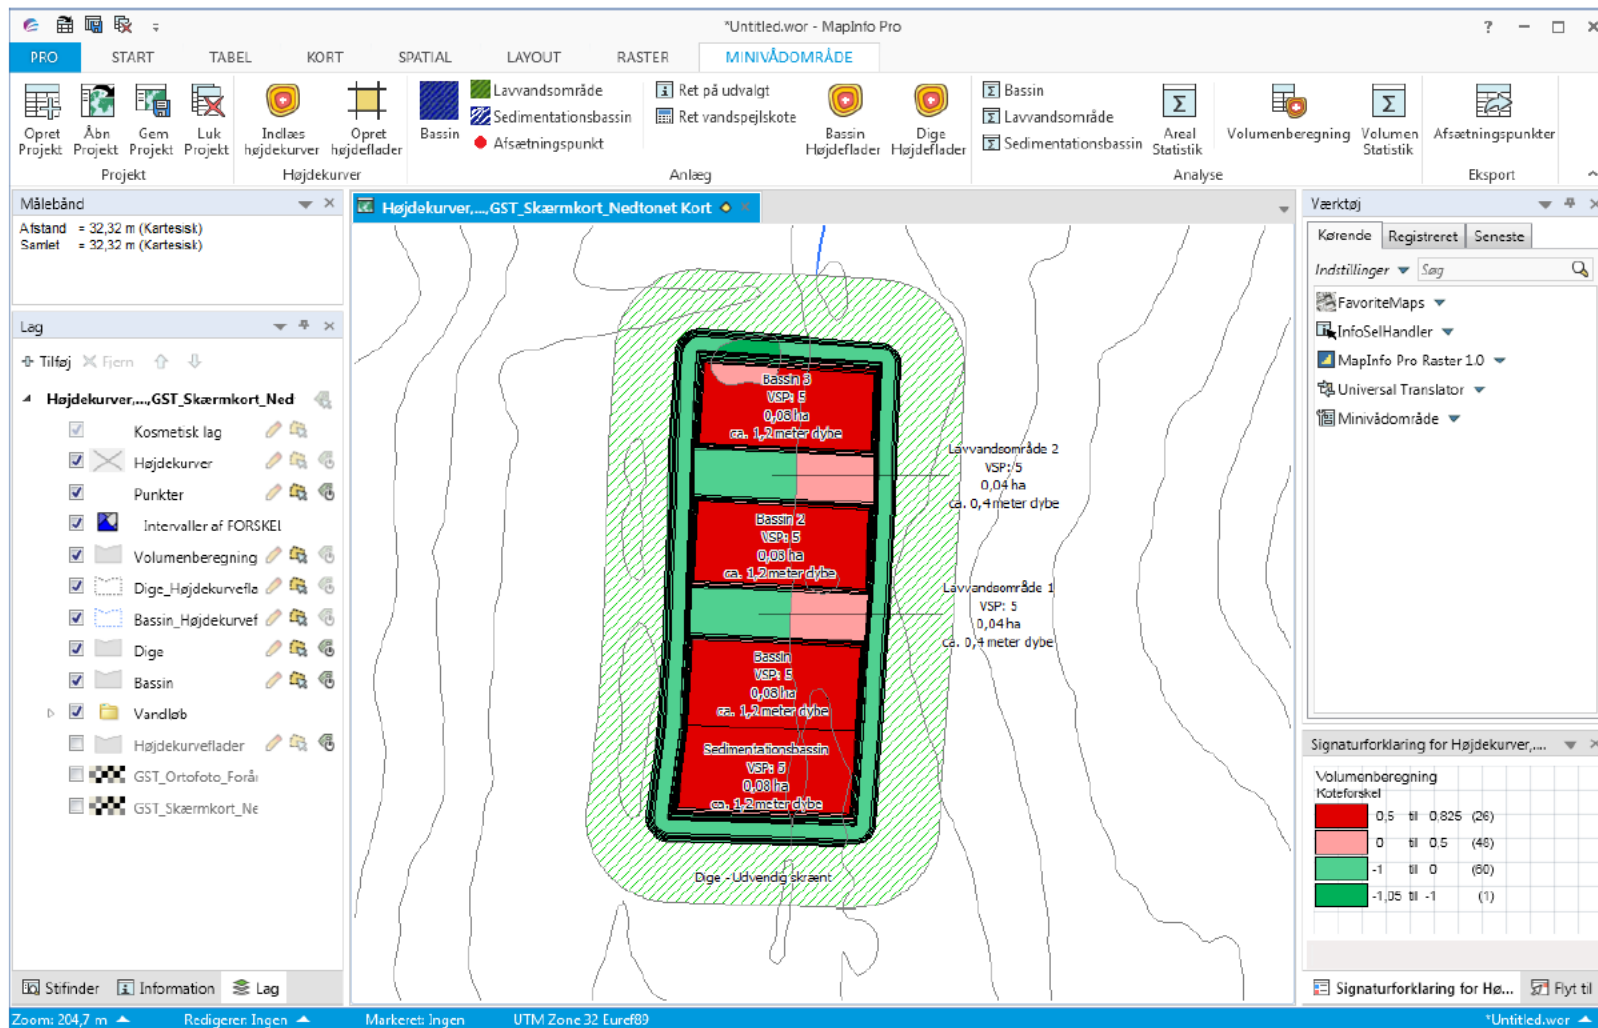 *Untitled.wor - MapInfo Pro
?
PRO START TABEL KORT SPATIAL LAYOUT RASTER MINIVÅDOMRÅDE
Opret Projekt
Åbn Projekt
Gem Projekt
Luk Projekt
Projekt
Indlæs højdekurver
Opret højdeflader
Højdekurver
Bassin
Lavvandsområde
Sedimentationsbassin
Afsætningspunkt
Ret på udvalgt
Ret vandspejlskote
Bassin Højdeflader
Dige Højdeflader
Anlæg
Bassin
Lavvandsområde
Sedimentationsbassin
Areal Statistik
Volumenberegning
Volumen Statistik
Analyse
Afsætningspunkter
Eksport
Målebånd
Afstand = 32,32 m (Kartesisk)
Samlet = 32,32 m (Kartesisk)
Lag
Tilføj Fjern
Højdekurver,...,GST_Skærmkort_Ned
Kosmetisk lag
Højdekurver
Punkter
Intervaller af FORSKEL
Volumenberegning
Dige_Højdekurvefla
Bassin_Højdekurvef
Dige
Bassin
Vandløb
Højdekurveflader
GST_Ortofoto_Forår
GST_Skærmkort_Ne
Stifinder Information Lag
Højdekurver,...,GST_Skærmkort_Nedtonet Kort
Bassin 3
VSP: 5
0,08 ha
ca. 1,2 meter dybe
Lavvandsområde 2
VSP: 5
0,04 ha
ca. 0,4 meter dybe
Bassin 2
VSP: 5
0,08 ha
ca. 1,2 meter dybe
Lavvandsområde 1
VSP: 5
0,04 ha
ca. 0,4 meter dybe
Bassin
VSP: 5
0,08 ha
ca. 1,2 meter dybe
Sedimentationsbassin
VSP: 5
0,08 ha
ca. 1,2 meter dybe
Dige - Udvendig skrænt
Værktøj
Kørende Registreret Seneste
Indstillinger Søg
FavoriteMaps
InfoSelHandler
MapInfo Pro Raster 1.0
Universal Translator
Minivådområde
Signaturforklaring for Højdekurver,....
Volumenberegning
Koteforskel
0,5 til 0,825 (26)
0 til 0,5 (48)
-1 til 0 (60)
-1,05 til -1 (1)
Signaturforklaring for Hø... Flyt til
Zoom: 204,7 m Redigerer: Ingen Markeret: Ingen UTM Zone 32 Euref89 *Untitled.wor